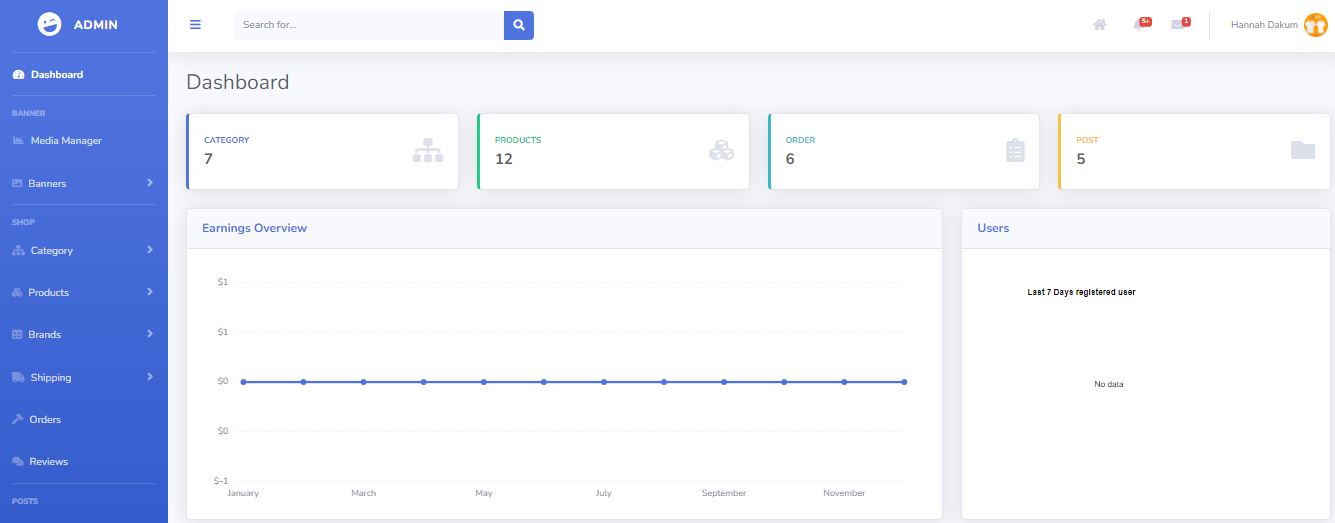 ADMIN
Search for...
5+
1
Hannah Dakum
Dashboard
BANNER
Media Manager
Banners
SHOP
Category
Products
Brands
Shipping
Orders
Reviews
POSTS
Dashboard
CATEGORY
7
PRODUCTS
12
ORDER
6
POST
5
Earnings Overview
$1
$1
$0
$0
$-1
January
March
May
July
September
November
Users
Last 7 Days registered user
No data